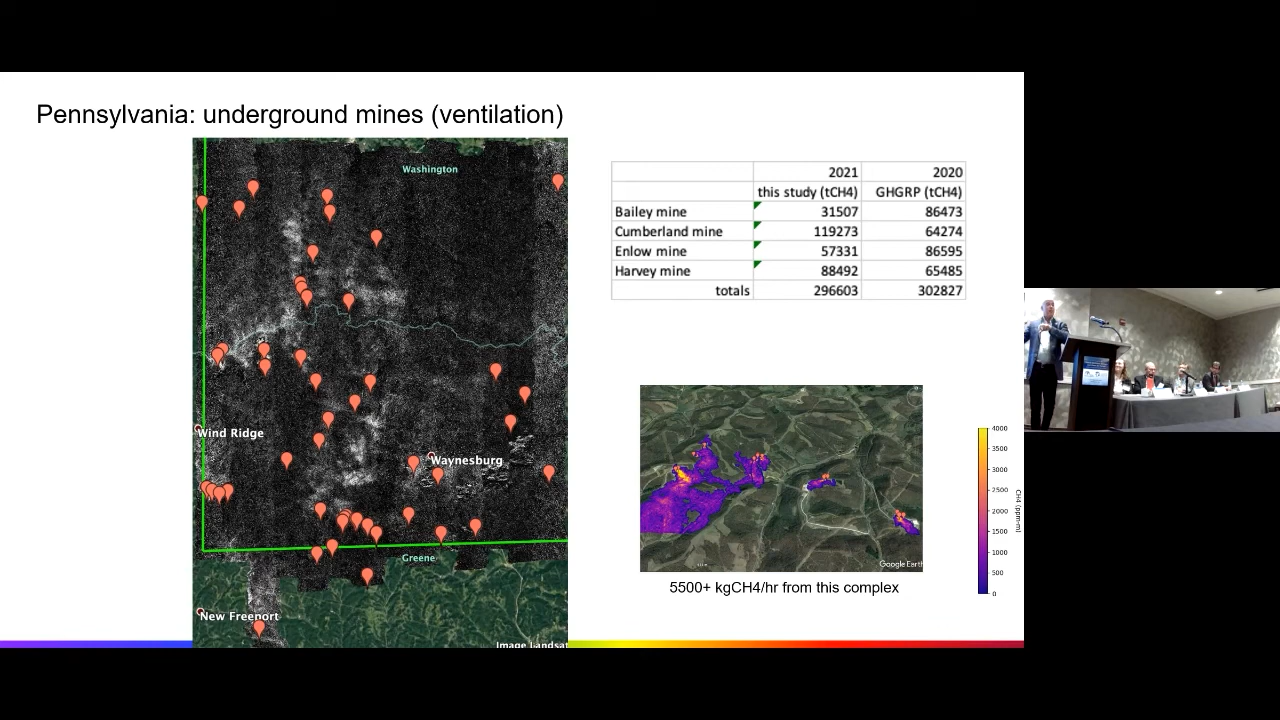 Pennsylvania: underground mines (ventilation)
Washington
Wind Ridge
Waynesburg
Greene
New Freeport
Image Landsat
2021 2020
this study (tCH4) GHGRP (tCH4)
Bailey mine 31507 86473
Cumberland mine 119273 64274
Enlow mine 57331 86595
Harvey mine 88492 65485
totals 296603 302827
Google Earth
5500+ kgCH4/hr from this complex
4000
3500
3000
2500
2000
1500
1000
500
0
CH4 (ppm-m)